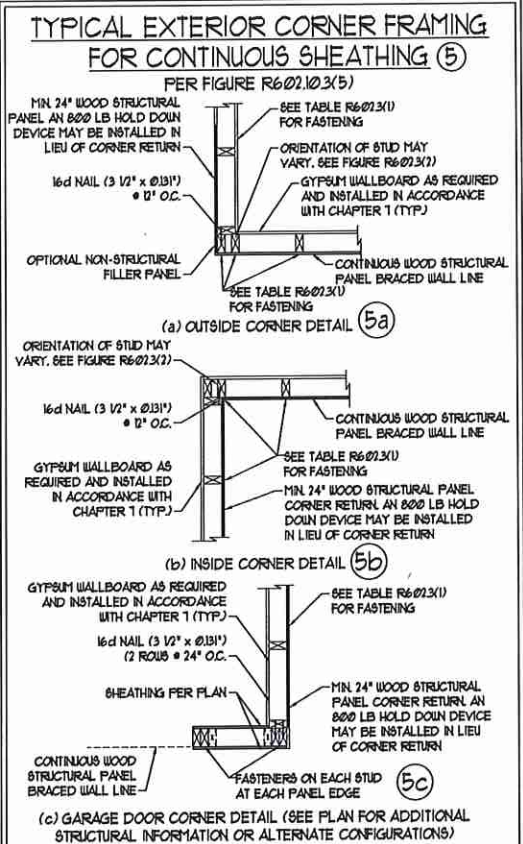 TYPICAL EXTERIOR CORNER FRAMING
FOR CONTINUOUS SHEATHING 5
PER FIGURE R602.10.3(5)
MIN. 24" WOOD STRUCTURAL
PANEL AN 800 LB HOLD DOWN
DEVICE MAY BE INSTALLED IN
LIEU OF CORNER RETURN
SEE TABLE R602.3(1)
FOR FASTENING
ORIENTATION OF STUD MAY
VARY. SEE FIGURE R602.3(2)
16d NAIL (3 1/2" x 0.131")
@ 12" O.C.
GYPSUM WALLBOARD AS REQUIRED
AND INSTALLED IN ACCORDANCE
WITH CHAPTER 7 (TYP.)
OPTIONAL NON-STRUCTURAL
FILLER PANEL
CONTINUOUS WOOD STRUCTURAL
PANEL BRACED WALL LINE
SEE TABLE R602.3(1)
FOR FASTENING
(a) OUTSIDE CORNER DETAIL 5a
ORIENTATION OF STUD MAY
VARY. SEE FIGURE R602.3(2)
16d NAIL (3 1/2" x 0.131")
@ 12" O.C.
CONTINUOUS WOOD STRUCTURAL
PANEL BRACED WALL LINE
SEE TABLE R602.3(1)
FOR FASTENING
GYPSUM WALLBOARD AS
REQUIRED AND INSTALLED
IN ACCORDANCE WITH
CHAPTER 7 (TYP.)
MIN. 24" WOOD STRUCTURAL PANEL
CORNER RETURN. AN 800 LB HOLD
DOWN DEVICE MAY BE INSTALLED
IN LIEU OF CORNER RETURN
(b) INSIDE CORNER DETAIL 5b
GYPSUM WALLBOARD AS REQUIRED
AND INSTALLED IN ACCORDANCE
WITH CHAPTER 7 (TYP.)
SEE TABLE R602.3(1)
FOR FASTENING
16d NAIL (3 1/2" x 0.131")
(2 ROWS @ 24" O.C.
SHEATHING PER PLAN
MIN. 24" WOOD STRUCTURAL
PANEL CORNER RETURN. AN
800 LB HOLD DOWN DEVICE
MAY BE INSTALLED IN LIEU
OF CORNER RETURN
CONTINUOUS WOOD
STRUCTURAL PANEL
BRACED WALL LINE
FASTENERS ON EACH STUD
AT EACH PANEL EDGE
5c
(c) GARAGE DOOR CORNER DETAIL (SEE PLAN FOR ADDITIONAL
STRUCTURAL INFORMATION OR ALTERNATE CONFIGURATIONS)